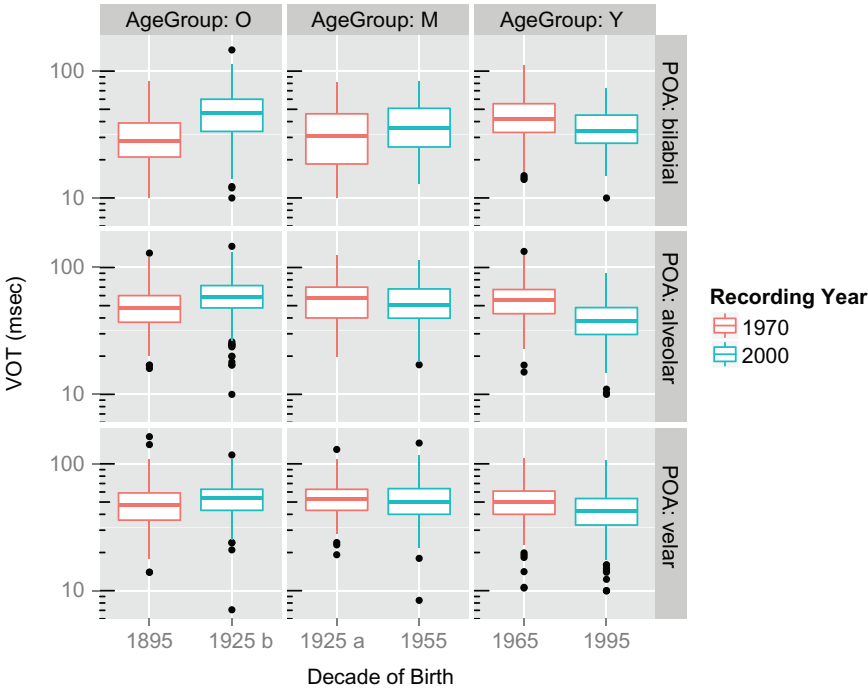 AgeGroup: O AgeGroup: M AgeGroup: Y
100
10
POA: bilabial
100
10
POA: alveolar
100
10
POA: velar
VOT (msec)
1895 1925 b 1925 a 1955 1965 1995
Decade of Birth
Recording Year
1970
2000